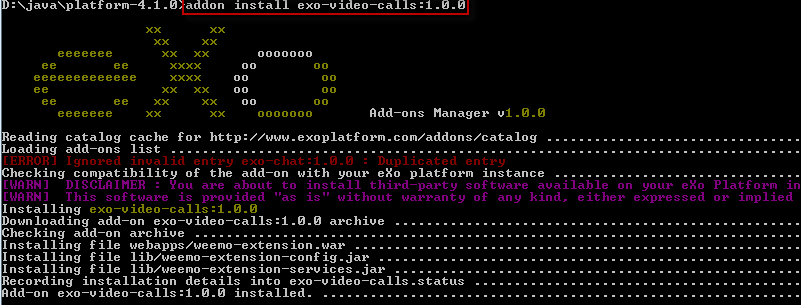 D:\java\platform-4.1.0>addon install exo-video-calls:1.0.0
xx      xx
xx  xx
eeeeeee      xx  xx      ooooooo
ee       ee     xxxx     oo       oo
eeeeeeeeeeeee    xxxx    oo         oo
ee              xx  xx   oo         oo
ee       ee    xx  xx     oo       oo
eeeeeee    xx      xx    ooooooo      Add-ons Manager v1.0.0
Reading catalog cache for http://www.exoplatform.com/addons/catalog ................................
Loading add-ons list ................................
[ERROR] Ignored invalid entry exo-chat:1.0.0 : Duplicated entry
Checking compatibility of the add-on with your eXo platform instance ................................
[WARN]  DISCLAIMER : You are about to install third-party software available on your eXo Platform in
[WARN]  This software is provided "as is" without warranty of any kind, either expressed or implied
Installing exo-video-calls:1.0.0
Downloading add-on exo-video-calls:1.0.0 archive ................................
Checking add-on archive ................................
Installing file webapps/weemo-extension.war ................................
Installing file lib/weemo-extension-config.jar ................................
Installing file lib/weemo-extension-services.jar ................................
Recording installation details into exo-video-calls.status ................................
Add-on exo-video-calls:1.0.0 installed. ................................